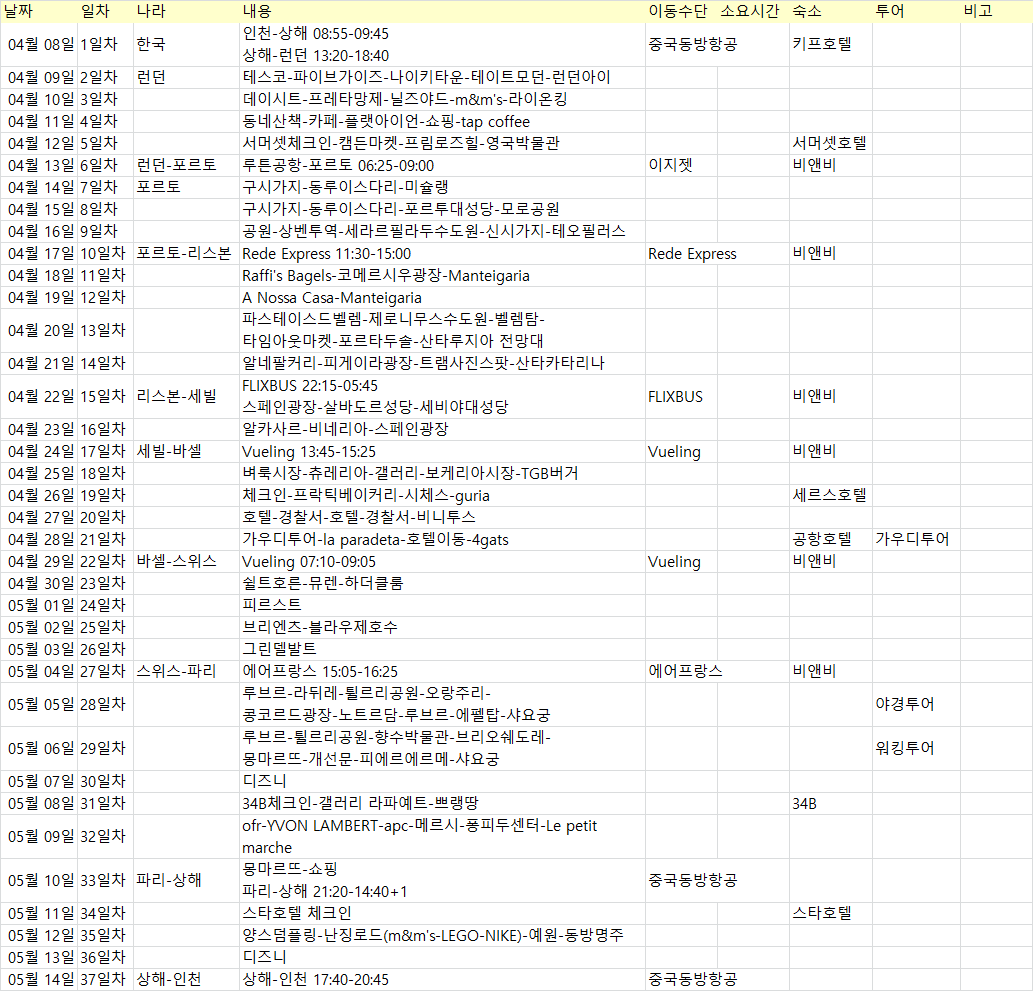 날짜 일차 나라 내용 이동수단 소요시간 숙소 투어 비고
04월 08일 1일차 한국 인천-상해 08:55-09:45 중국동방항공 키프호텔
상해-런던 13:20-18:40
04월 09일 2일차 런던 테스코-파이브가이즈-나이키타운-테이트모던-런던아이
04월 10일 3일차 데이시트-프레타망제-닐즈야드-m&m's-라이온킹
04월 11일 4일차 동네산책-카페-플랫아이언-쇼핑-tap coffee
04월 12일 5일차 서머셋체크인-캠든마켓-프림로즈힐-영국박물관 서머셋호텔
04월 13일 6일차 런던-포르토 루튼공항-포르토 06:25-09:00 이지젯 비앤비
04월 14일 7일차 포르토 구시가지-동루이스다리-미슐랭
04월 15일 8일차 구시가지-동루이스다리-포르투대성당-모로공원
04월 16일 9일차 공원-상벤투역-세라르필라두수도원-신시가지-테오필러스
04월 17일 10일차 포르토-리스본 Rede Express 11:30-15:00 Rede Express 비앤비
04월 18일 11일차 Raffi's Bagels-코메르시우광장-Manteigaria
04월 19일 12일차 A Nossa Casa-Manteigaria
04월 20일 13일차 파스테이스드벨렘-제로니무스수도원-벨렘탑-
타임아웃마켓-포르타두솔-산타루지아 전망대
04월 21일 14일차 알네팔커리-피게이라광장-트램사진스팟-산타카타리나
04월 22일 15일차 리스본-세빌 FLIXBUS 22:15-05:45 FLIXBUS 비앤비
스페인광장-살바도르성당-세비야대성당
04월 23일 16일차 알카사르-비네리아-스페인광장
04월 24일 17일차 세빌-바셀 Vueling 13:45-15:25 Vueling 비앤비
04월 25일 18일차 벼룩시장-츄레리아-갤러리-보케리아시장-TGB버거
04월 26일 19일차 체크인-프락틱베이커리-시체스-guria 세르스호텔
04월 27일 20일차 호텔-경찰서-호텔-경찰서-비니투스
04월 28일 21일차 가우디투어-la paradeta-호텔이동-4gats 공항호텔 가우디투어
04월 29일 22일차 바셀-스위스 Vueling 07:10-09:05 Vueling 비앤비
04월 30일 23일차 쉴트호른-뮤렌-하더클룸
05월 01일 24일차 피르스트
05월 02일 25일차 브리엔츠-블라우제호수
05월 03일 26일차 그린델발트
05월 04일 27일차 스위스-파리 에어프랑스 15:05-16:25 에어프랑스 비앤비
05월 05일 28일차 루브르-라뒤레-튈르리공원-오랑주리- 야경투어
콩코르드광장-노트르담-루브르-에펠탑-샤요궁
05월 06일 29일차 루브르-튈르리공원-향수박물관-브리오쉐도레- 워킹투어
몽마르뜨-개선문-피에르에르메-샤요궁
05월 07일 30일차 디즈니
05월 08일 31일차 34B체크인-갤러리 라파예트-쁘랭땅 34B
05월 09일 32일차 ofr-YVON LAMBERT-apc-메르시-퐁피두센터-Le petit
marche
05월 10일 33일차 파리-상해 몽마르뜨-쇼핑 중국동방항공
파리-상해 21:20-14:40+1
05월 11일 34일차 스타호텔 체크인 스타호텔
05월 12일 35일차 양스덤플링-난징로드(m&m's-LEGO-NIKE)-예원-동방명주
05월 13일 36일차 디즈니
05월 14일 37일차 상해-인천 상해-인천 17:40-20:45 중국동방항공